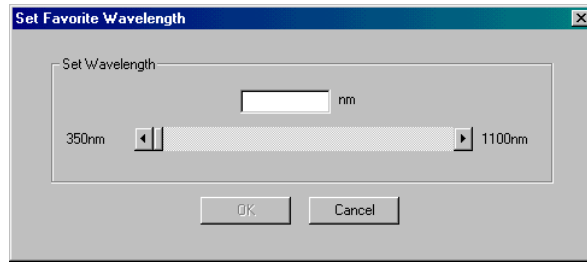 Set Favorite Wavelength
Set Wavelength
nm
350nm 1100nm
OK Cancel